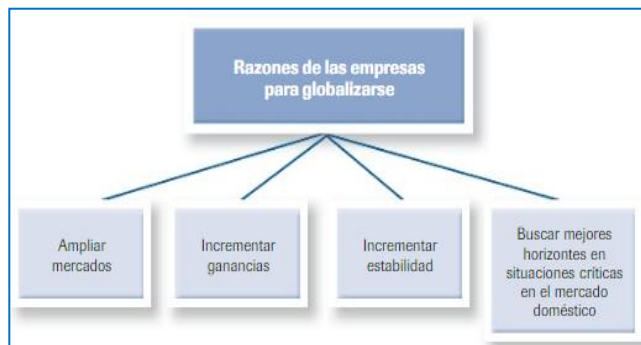 Razones de las empresas
para globalizarse
Ampliar
mercados
Incrementar
ganancias
Incrementar
estabilidad
Buscar mejores
horizontes en
situaciones críticas
en el mercado
doméstico